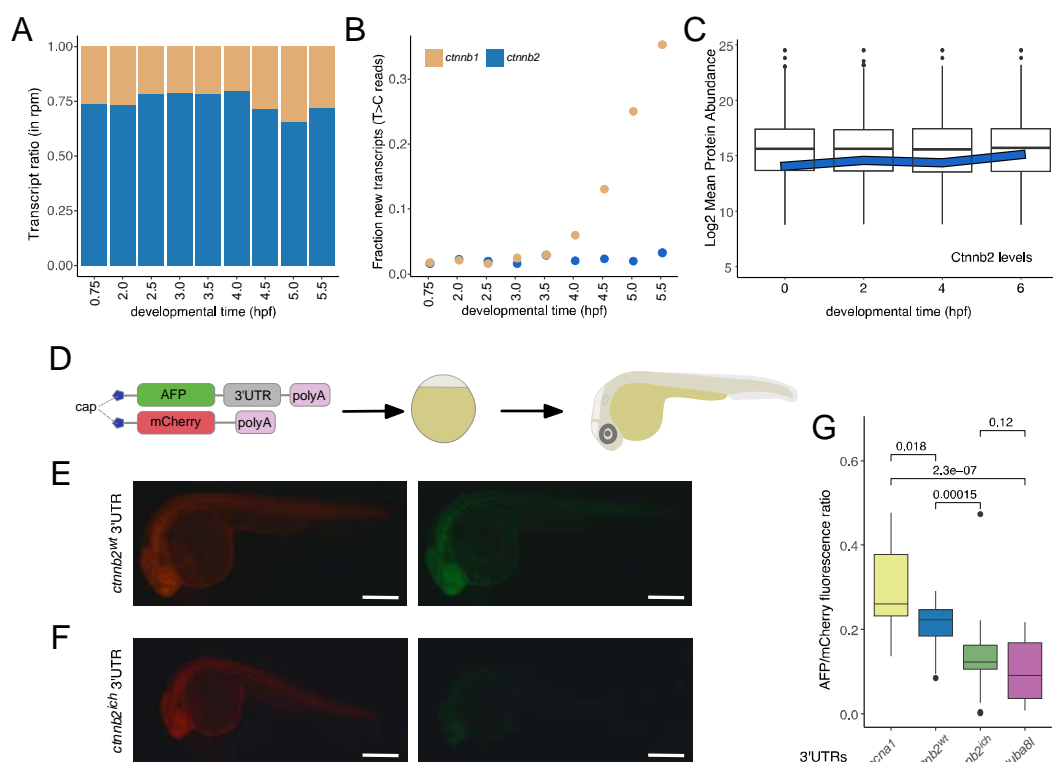 A
Transcript ratio (in rpm)
1.00
0.75
0.50
0.25
0.00
0.75
2.0
2.5
3.0
3.5
4.0
4.5
5.0
5.5
developmental time (hpf)
B
Fraction new transcripts (T>C reads)
ctnnb1
ctnnb2
0.3
0.2
0.1
0.0
0.75
2.0
2.5
3.0
3.5
4.0
4.5
5.0
5.5
developmental time (hpf)
C
Log2 Mean Protein Abundance
25
20
15
10
5
Ctnnb2 levels
0
2
4
6
developmental time (hpf)
D
cap
AFP
3'UTR
polyA
mCherry
polyA
E
ctnnb2wt 3'UTR
F
ctnnb2ich 3'UTR
G
AFP/mCherry fluorescence ratio
0.6
0.4
0.2
0.0
0.12
0.018
2.3e−07
0.00015
3'UTRs